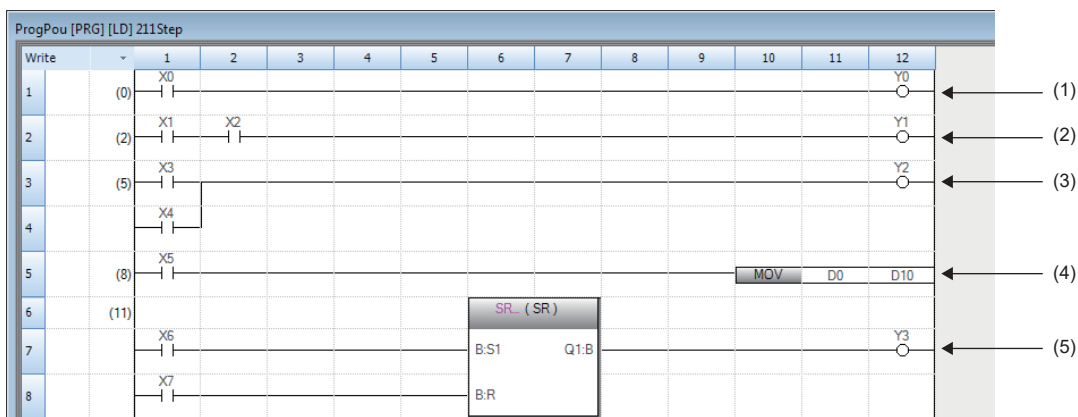 ProgPou [PRG] [LD] 211Step
Write 1 2 3 4 5 6 7 8 9 10 11 12
X0 Y0
1 (0) (1)
X1 X2 Y1
2 (2) (2)
X3 Y2
3 (5) (3)
X4
4
X5
5 (8) MOV D0 D10 (4)
6 (11) SR_ ( SR )
X6 Y3
7 B:S1 Q1:B (5)
X7
8 B:R